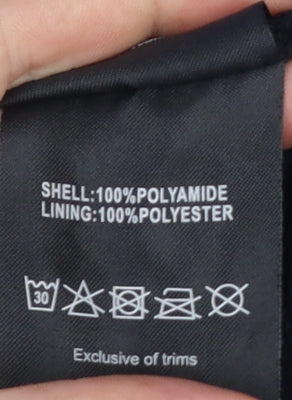 SHELL:100%POLYAMIDE
LINING:100%POLYESTER
30
Exclusive of trims